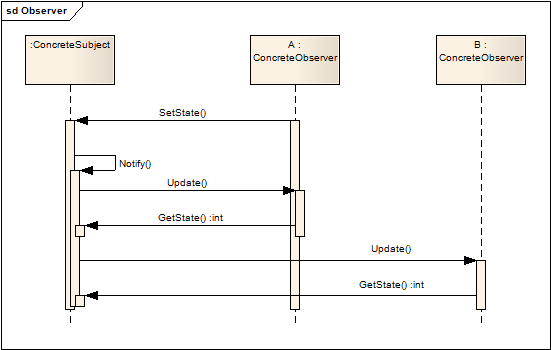 sd Observer
:ConcreteSubject
A :
ConcreteObserver
B :
ConcreteObserver
SetState()
Notify()
Update()
GetState() :int
Update()
GetState() :int